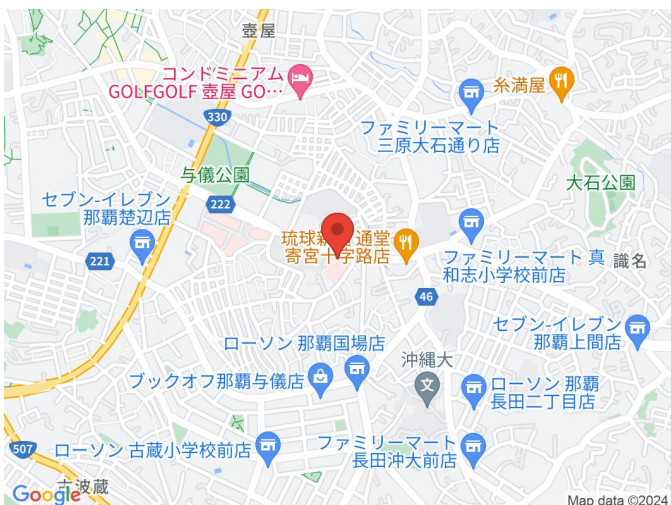 壺屋
コンドミニアム
GOLFGOLF 壺屋 GO…
糸満屋
330
ファミリーマート
三原大石通り店
与儀公園
大石公園
セブン-イレブン
那覇楚辺店
222
琉球新
通堂
寄宮十字路店
ファミリーマート 真
和志小学校前店
識名
221
46
セブン-イレブン
那覇上間店
ローソン 那覇国場店
沖縄大
文
ブックオフ那覇与儀店
ローソン 那覇
長田二丁目店
507
ローソン 古蔵小学校前店
ファミリーマート
長田沖大前店
Google
古波蔵
Map data ©2024